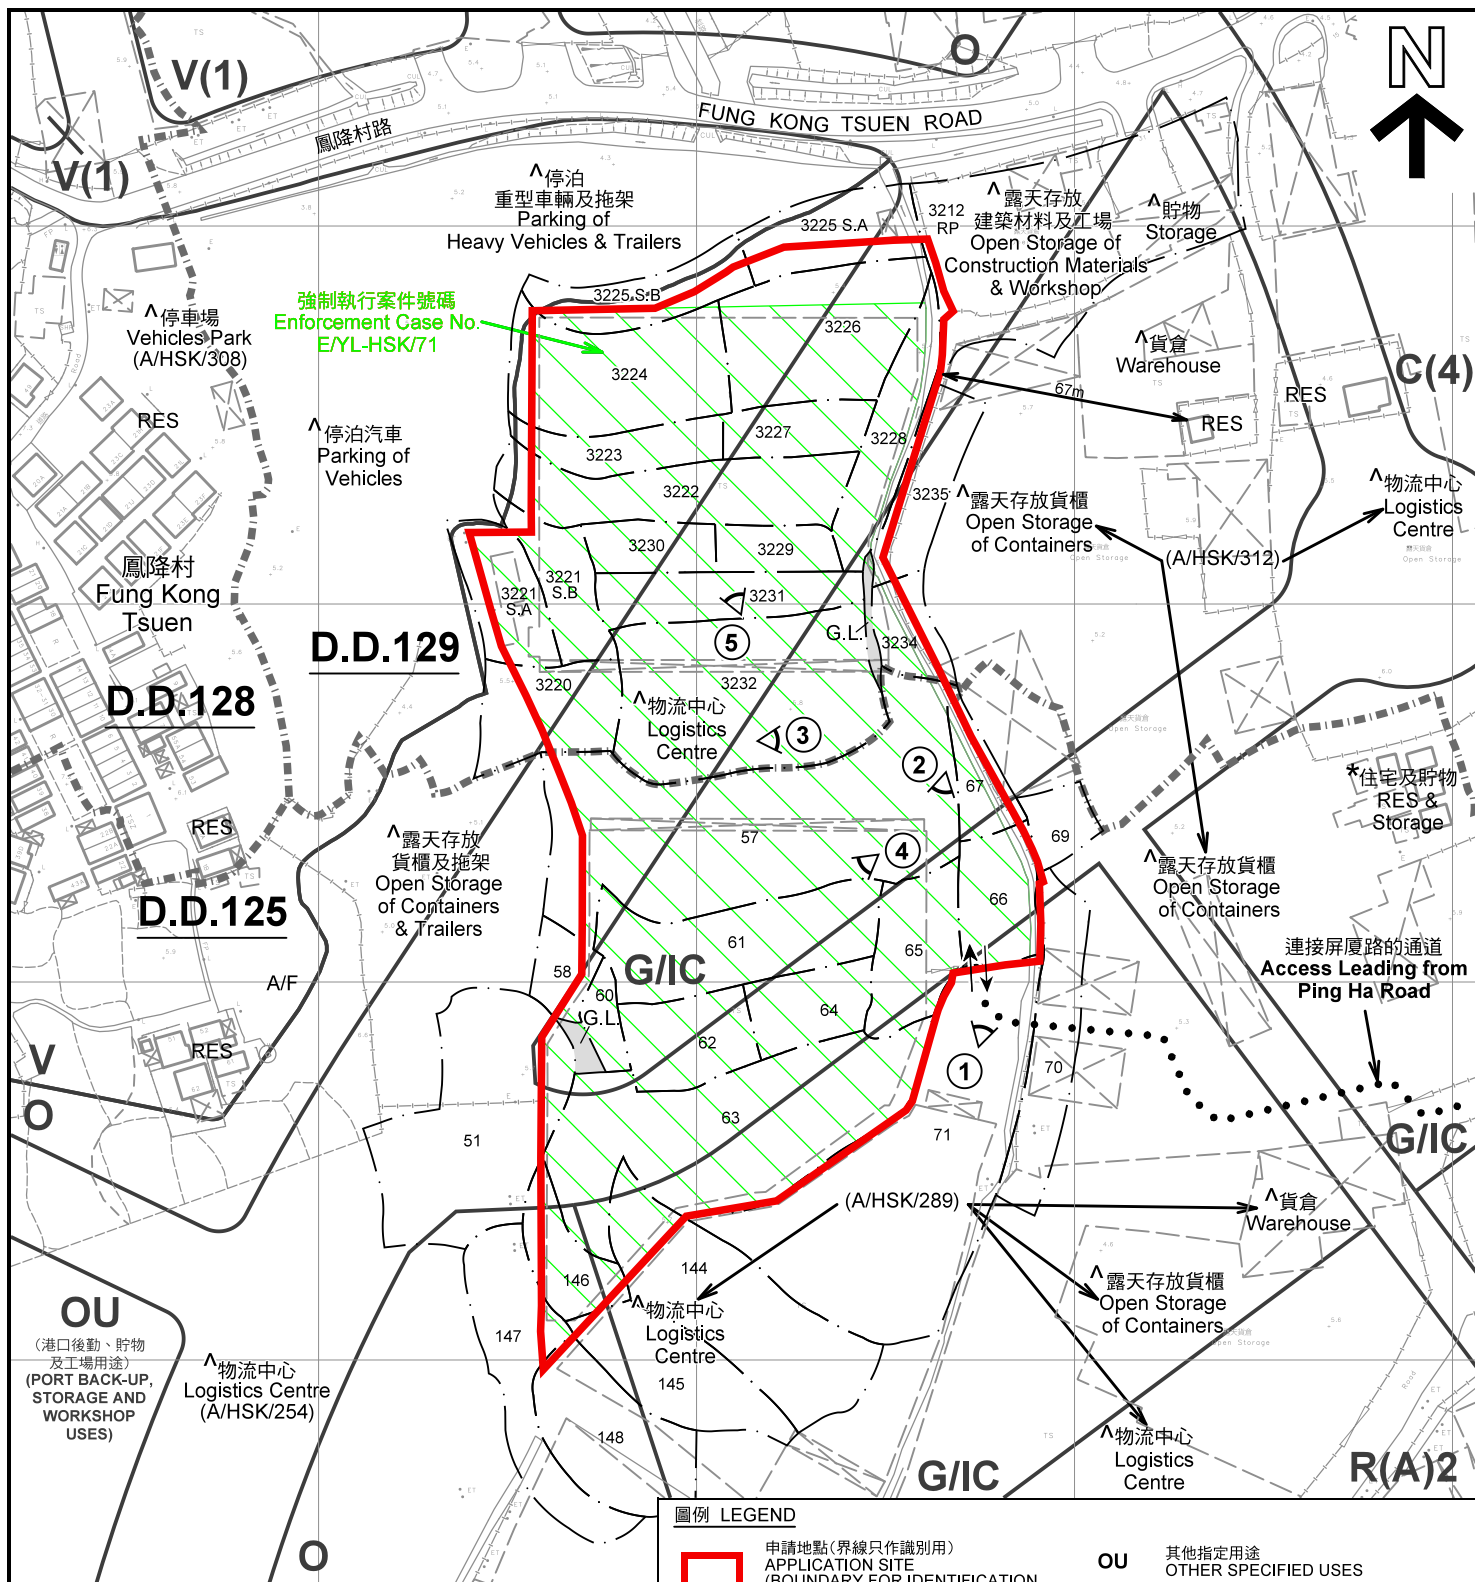 V(1)
O
N
FUNG KONG TSUEN ROAD
鳳降村路
V(1)
^停泊
重型車輛及拖架
Parking of
Heavy Vehicles & Trailers
3225 S.A
3212
RP
^露天存放
建築材料及工場
Open Storage of
Construction Materials
& Workshop
^貯物
Storage
3225 S.B
強制執行案件號碼
Enforcement Case No.
E/YL-HSK/71
^停車場
Vehicles Park
(A/HSK/308)
3226
3224
^貨倉
Warehouse
C(4)
67m
RES
RES
RES
^停泊汽車
Parking of
Vehicles
3227
3228
3223
3222
3235
^露天存放貨櫃
Open Storage
of Containers
^物流中心
Logistics
Centre
(A/HSK/312)
3230
3229
鳳降村
Fung Kong
Tsuen
3221
S.B
3221
S.A
3231
5
G.L.
3234
D.D.129
D.D.128
3220
3232
^物流中心
Logistics
Centre
3
2
67
*住宅及貯物
RES &
Storage
RES
^露天存放
貨櫃及拖架
Open Storage
of Containers
& Trailers
57
4
69
^露天存放貨櫃
Open Storage
of Containers
D.D.125
66
61
65
連接屏厦路的通道
Access Leading from
Ping Ha Road
58
G/IC
A/F
60
G.L.
64
62
RES
V
O
1
70
63
51
71
G/IC
(A/HSK/289)
^貨倉
Warehouse
146
144
^露天存放貨櫃
Open Storage
of Containers
OU
(港口後勤、貯物
及工場用途)
(PORT BACK-UP,
STORAGE AND
WORKSHOP
USES)
147
^物流中心
Logistics
Centre
^物流中心
Logistics Centre
(A/HSK/254)
145
148
^物流中心
Logistics
Centre
G/IC
R(A)2
O
圖例 LEGEND
申請地點(界線只作識別用)
APPLICATION SITE
(BOUNDARY FOR IDENTIFICATION
OU
其他指定用途
OTHER SPECIFIED USES